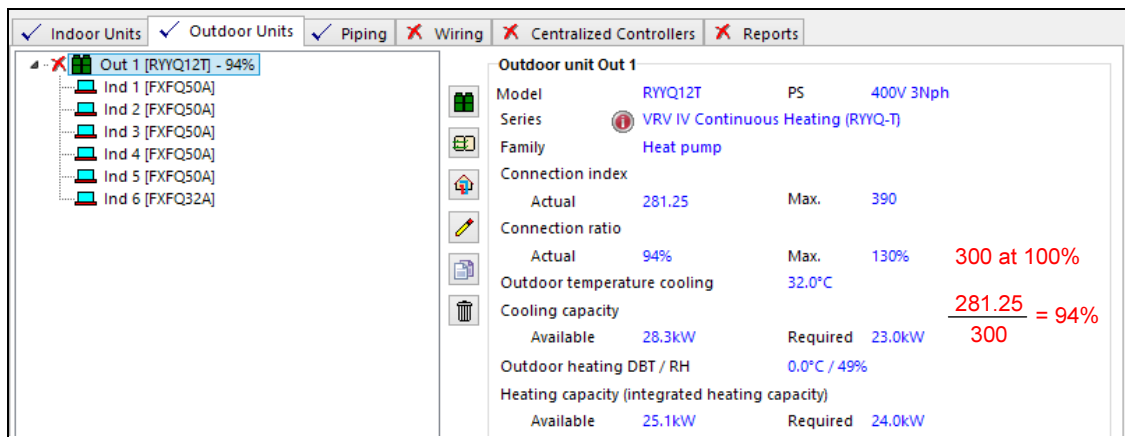 Indoor Units Outdoor Units Piping Wiring Centralized Controllers Reports
Out 1 [RYYQ12T] - 94%
Ind 1 [FXFQ50A]
Ind 2 [FXFQ50A]
Ind 3 [FXFQ50A]
Ind 4 [FXFQ50A]
Ind 5 [FXFQ50A]
Ind 6 [FXFQ32A]
Outdoor unit Out 1
Model RYYQ12T PS 400V 3Nph
Series VRV IV Continuous Heating (RYYQ-T)
Family Heat pump
Connection index
Actual 281.25 Max. 390
Connection ratio
Actual 94% Max. 130% 300 at 100%
Outdoor temperature cooling 32.0°C
Cooling capacity
281.25
300
= 94%
Available 28.3kW Required 23.0kW
Outdoor heating DBT / RH 0.0°C / 49%
Heating capacity (integrated heating capacity)
Available 25.1kW Required 24.0kW